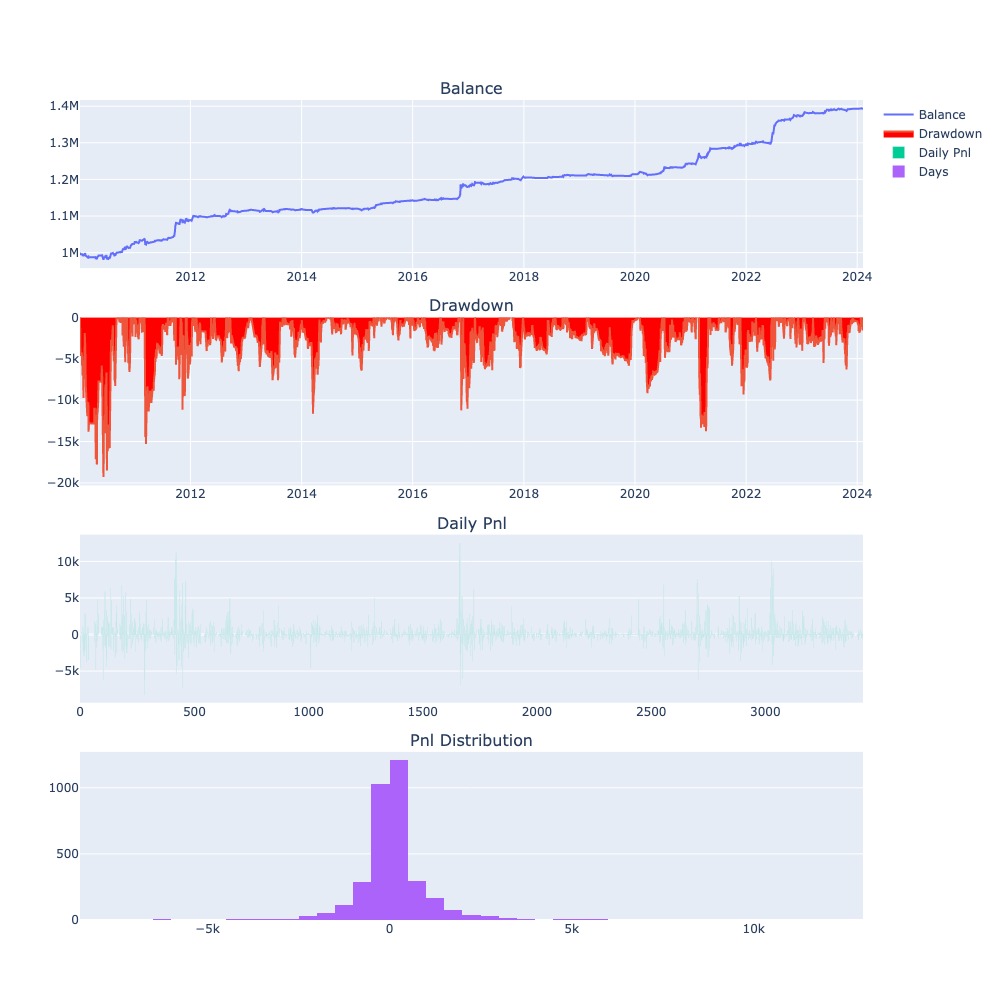 Balance
1.4M
1.3M
1.2M
1.1M
1M
2012 2014 2016 2018 2020 2022 2024
Balance
Drawdown
Daily Pnl
Days
Drawdown
0
−5k
−10k
−15k
−20k
2012 2014 2016 2018 2020 2022 2024
Daily Pnl
10k
5k
0
−5k
0 500 1000 1500 2000 2500 3000
Pnl Distribution
1000
500
0
−5k 0 5k 10k